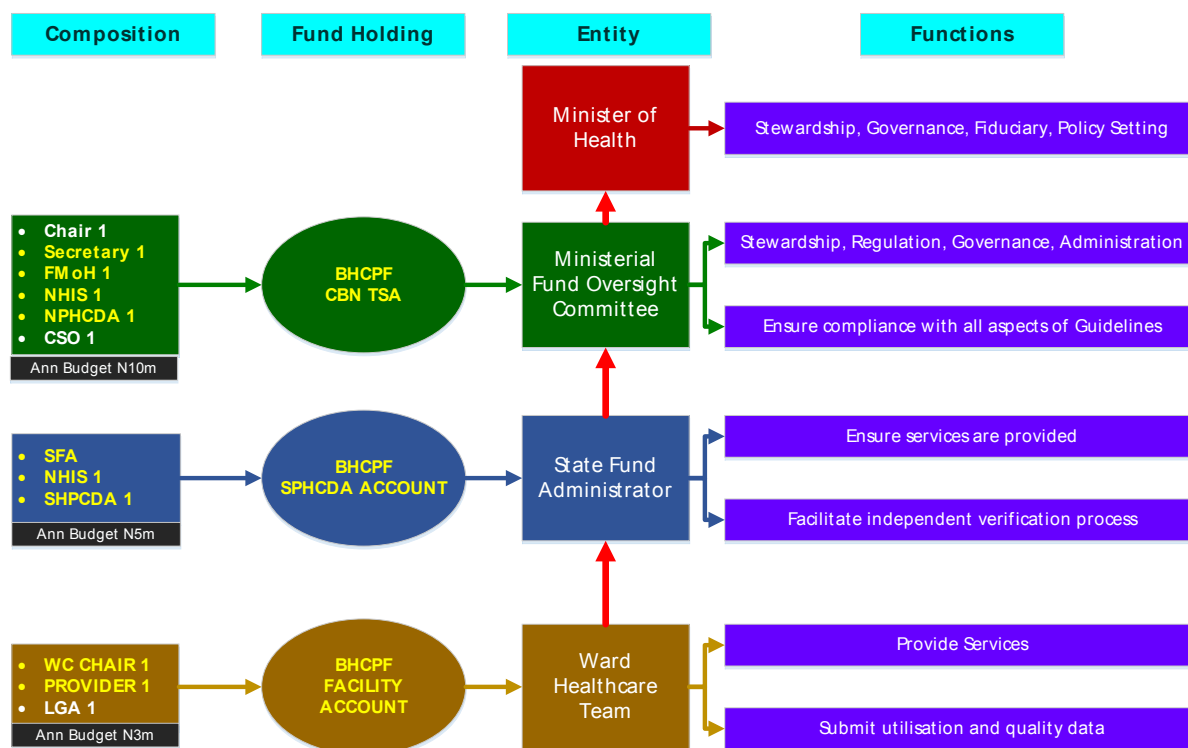 Composition
Fund Holding
Entity
Functions
Minister of
Health
Stewardship, Governance, Fiduciary, Policy Setting
• Chair 1
• Secretary 1
• FMoH 1
• NHIS 1
• NPHCDA 1
• CSO 1
Ann Budget N10m
BHCPF
CBN TSA
Ministerial
Fund Oversight
Committee
Stewardship, Regulation, Governance, Administration
Ensure compliance with all aspects of Guidelines
• SFA
• NHIS 1
• SHPCDA 1
Ann Budget N5m
BHCPF
SPHCDA ACCOUNT
State Fund
Administrator
Ensure services are provided
Facilitate independent verification process
• WC CHAIR 1
• PROVIDER 1
• LGA 1
Ann Budget N3m
BHCPF
FACILITY
ACCOUNT
Ward
Healthcare
Team
Provide Services
Submit utilisation and quality data